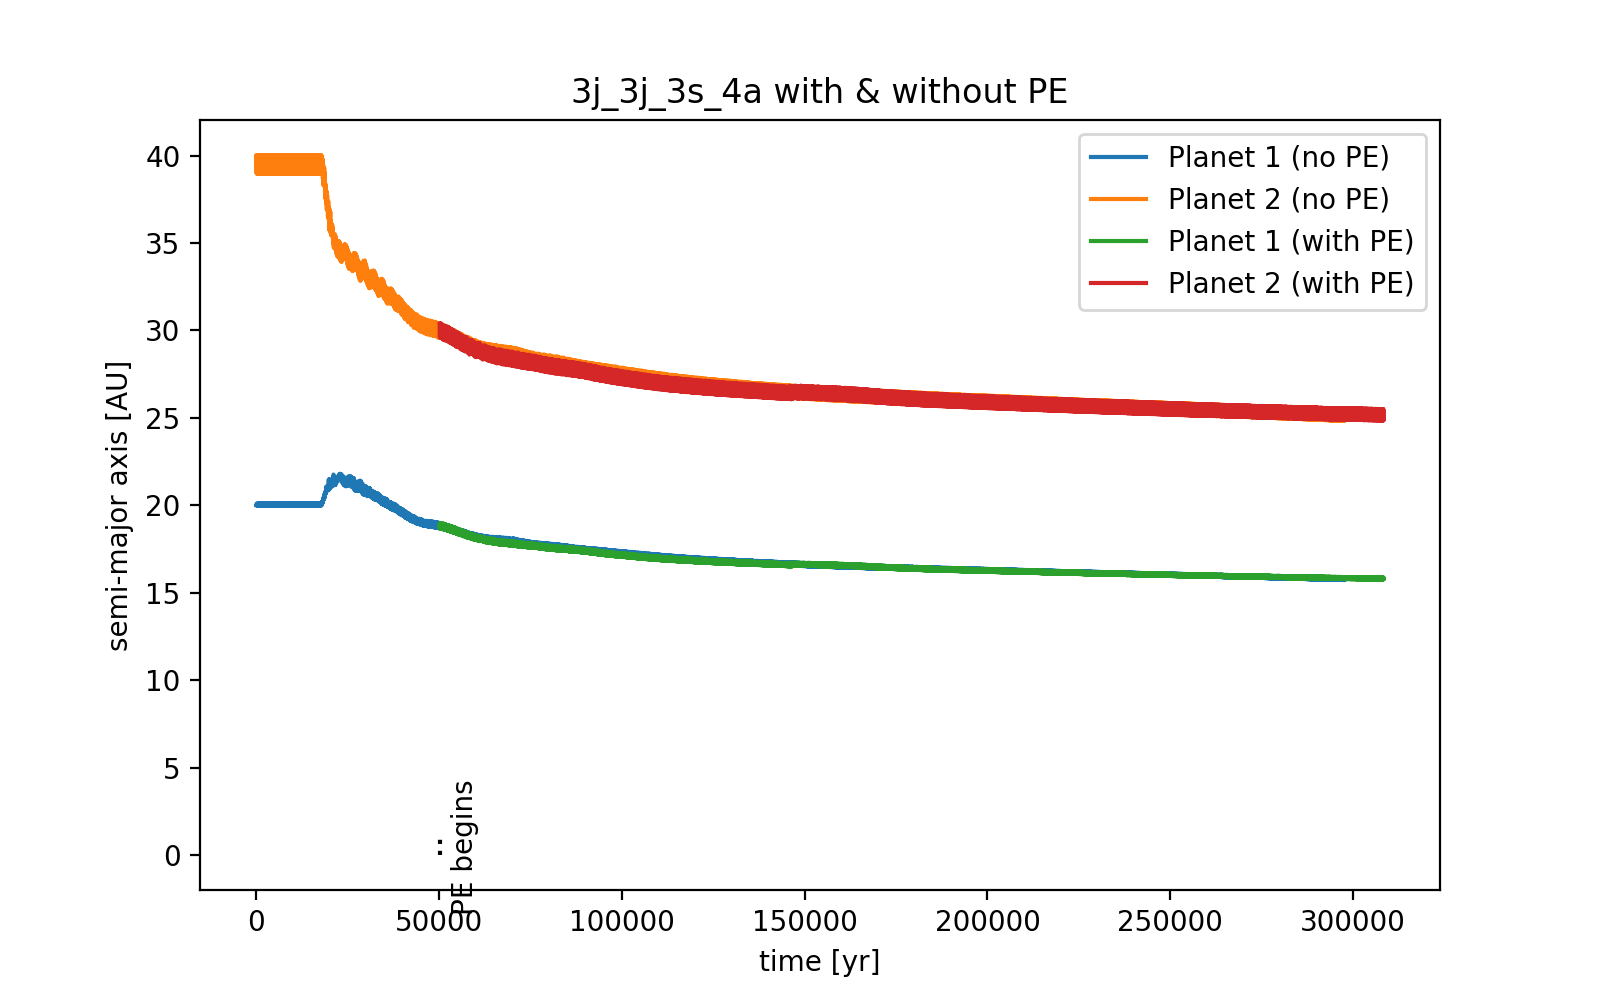 3j_3j_3s_4a with & without PE
Planet 1 (no PE)
Planet 2 (no PE)
Planet 1 (with PE)
Planet 2 (with PE)
semi-major axis [AU]
40
35
30
25
20
15
10
5
0
PE begins
0
50000
100000
150000
200000
250000
300000
time [yr]